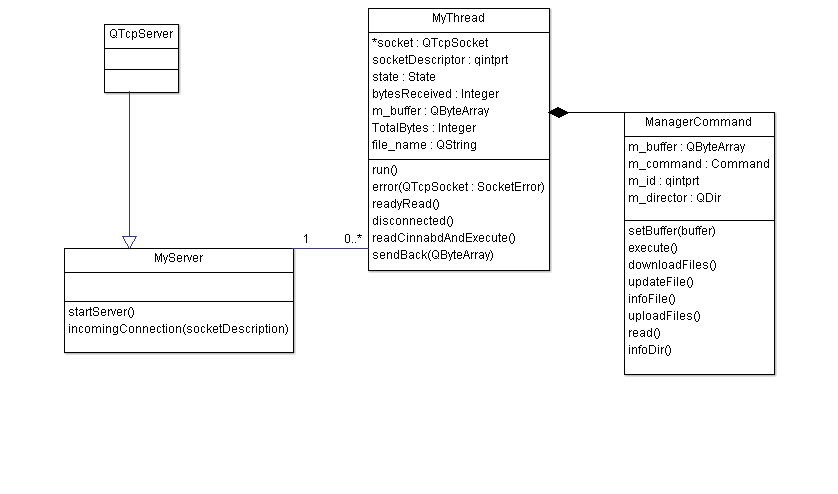 QTcpServer
MyThread
*socket : QTcpSocket
socketDescriptor : qintprt
state : State
bytesReceived : Integer
m_buffer : QByteArray
TotalBytes : Integer
file_name : QString
run()
error(QTcpSocket : SocketError)
readyRead()
disconnected()
readCinnabdAndExecute()
sendBack(QByteArray)
ManagerCommand
m_buffer : QByteArray
m_command : Command
m_id : qintprt
m_director : QDir
setBuffer(buffer)
execute()
downloadFiles()
updateFile()
infoFile()
uploadFiles()
read()
infoDir()
1
0..*
MyServer
startServer()
incomingConnection(socketDescription)